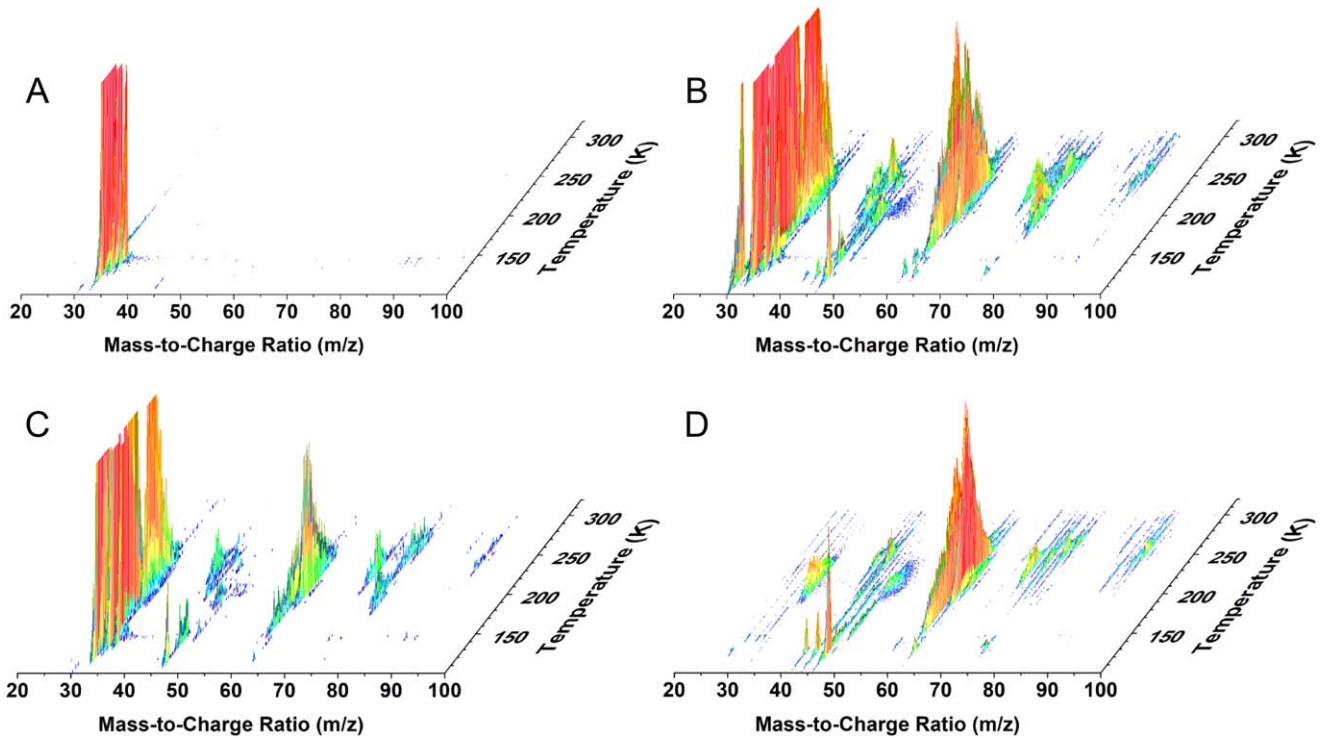 A
300
250
200
150
Temperature (K)
20 30 40 50 60 70 80 90 100
Mass-to-Charge Ratio (m/z)
B
300
250
200
150
Temperature (K)
20 30 40 50 60 70 80 90 100
Mass-to-Charge Ratio (m/z)
C
300
250
200
150
Temperature (K)
20 30 40 50 60 70 80 90 100
Mass-to-Charge Ratio (m/z)
D
300
250
200
150
Temperature (K)
20 30 40 50 60 70 80 90 100
Mass-to-Charge Ratio (m/z)